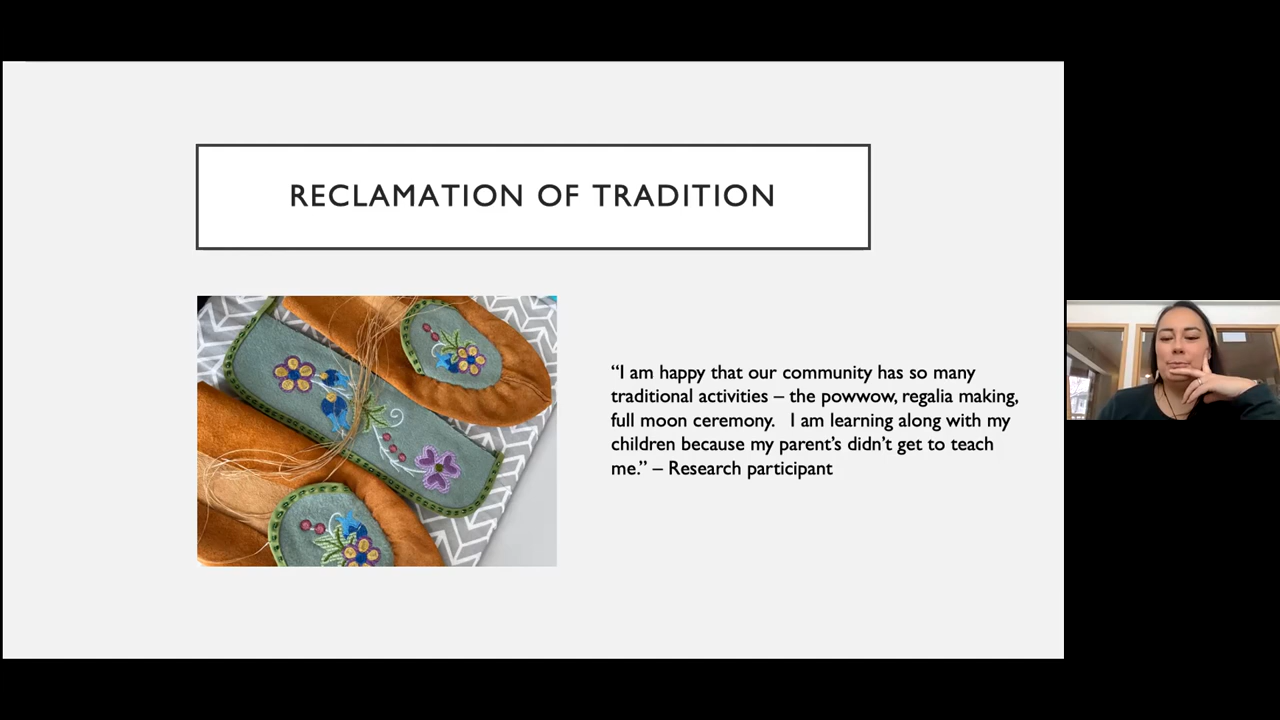 RECLAMATION OF TRADITION
“I am happy that our community has so many
traditional activities – the powwow, regalia making,
full moon ceremony.   I am learning along with my
children because my parent’s didn’t get to teach
me.” – Research participant